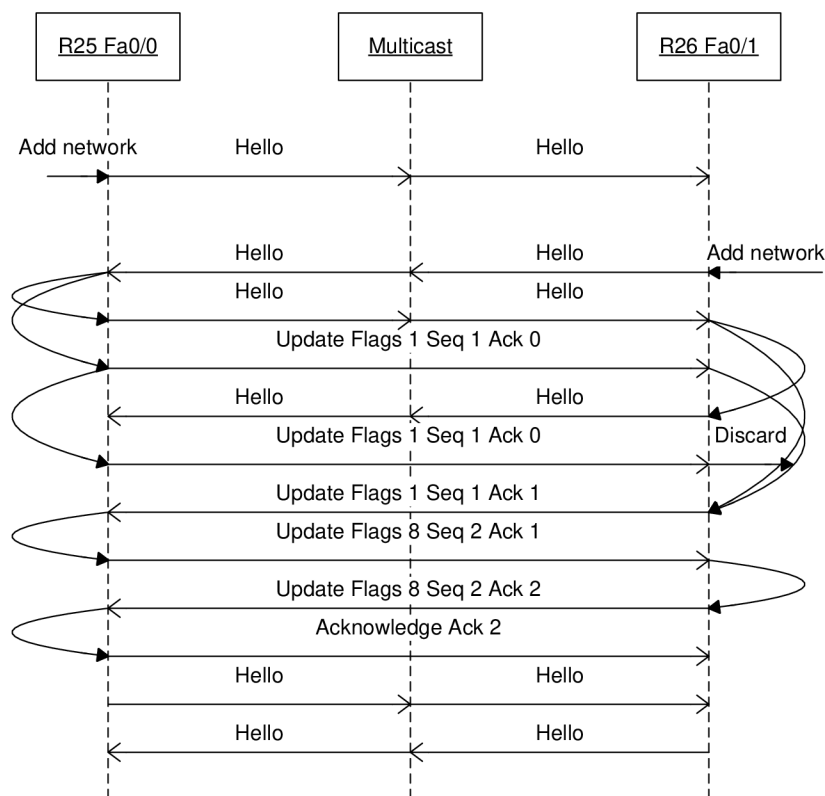 R25 Fa0/0 Multicast R26 Fa0/1
Add network Hello Hello
Hello Hello Add network
Hello Hello
Update Flags 1 Seq 1 Ack 0
Hello Hello
Update Flags 1 Seq 1 Ack 0 Discard
Update Flags 1 Seq 1 Ack 1
Update Flags 8 Seq 2 Ack 1
Update Flags 8 Seq 2 Ack 2
Acknowledge Ack 2
Hello Hello
Hello Hello